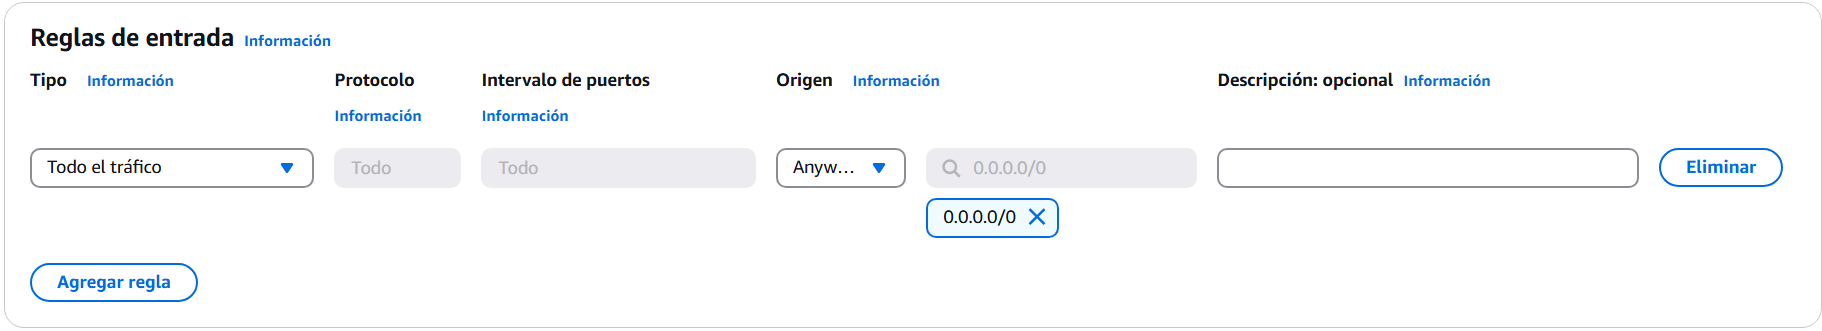 Reglas de entrada Información
Tipo Información Protocolo Intervalo de puertos Origen Información Descripción: opcional Información
Información Información
Todo el tráfico Todo Todo Anyw... 0.0.0.0/0 Eliminar
0.0.0.0/0
Agregar regla